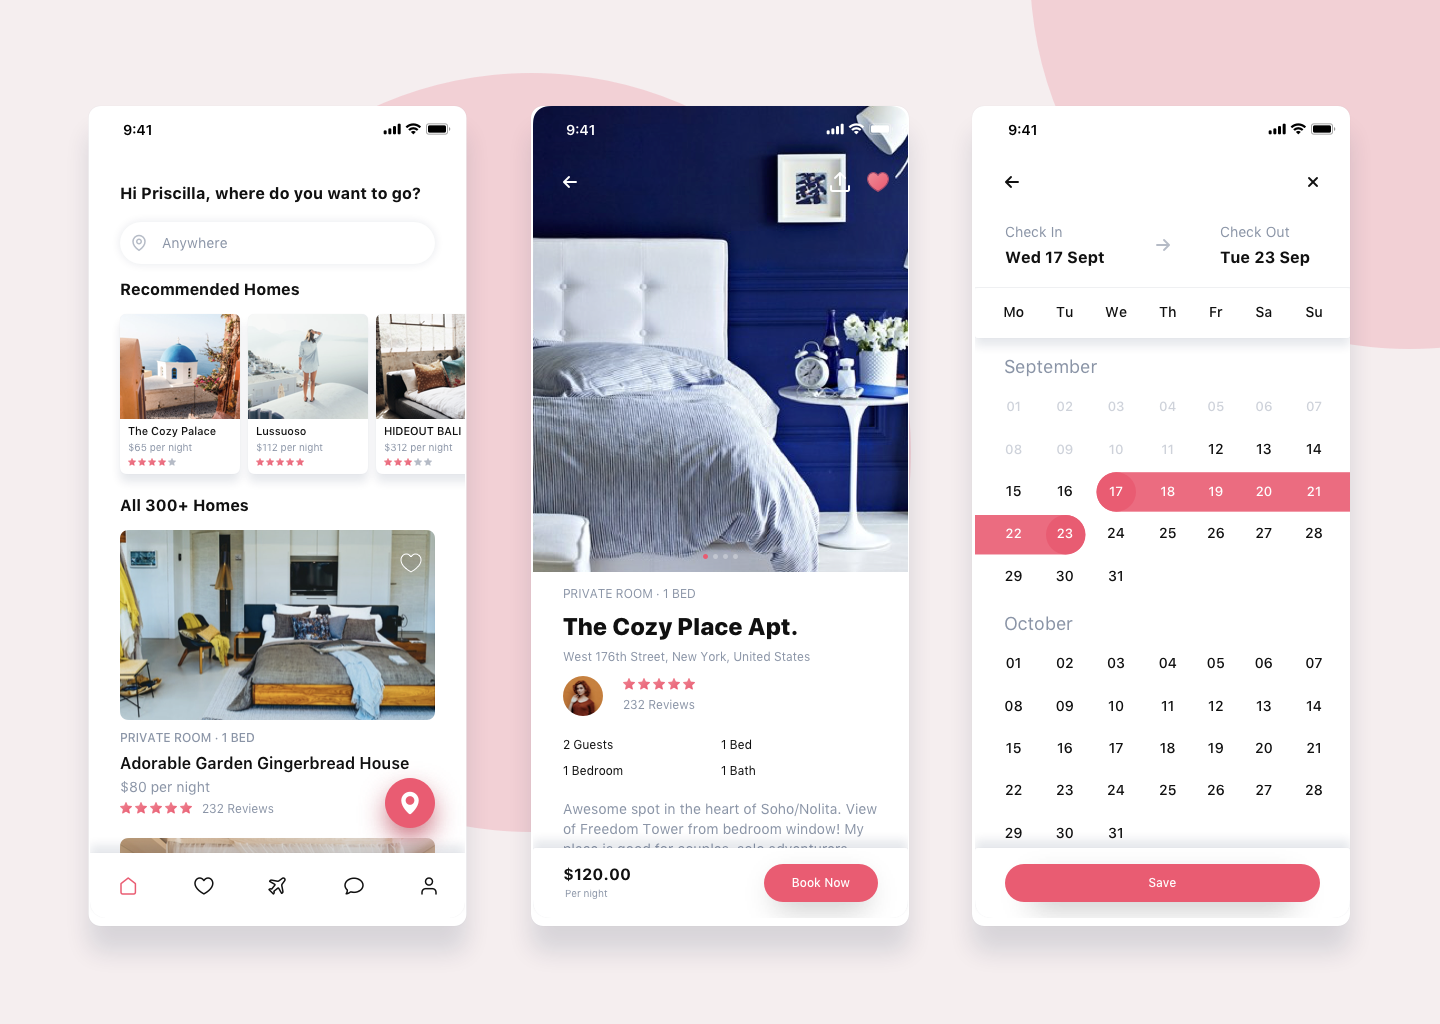 9:41
Hi Priscilla, where do you want to go?
Anywhere
Recommended Homes
The Cozy Palace
$65 per night
Lussuoso
$112 per night
HIDEOUT BALI
$312 per night
All 300+ Homes
PRIVATE ROOM · 1 BED
Adorable Garden Gingerbread House
$80 per night
232 Reviews
9:41
PRIVATE ROOM · 1 BED
The Cozy Place Apt.
West 176th Street, New York, United States
232 Reviews
2 Guests 1 Bed
1 Bedroom 1 Bath
Awesome spot in the heart of Soho/Nolita. View
of Freedom Tower from bedroom window! My
place is good for couples, solo adventurers
$120.00
Per night
Book Now
9:41
Check In
Wed 17 Sept
Check Out
Tue 23 Sep
Mo Tu We Th Fr Sa Su
September
01 02 03 04 05 06 07
08 09 10 11 12 13 14
15 16 17 18 19 20 21
22 23 24 25 26 27 28
29 30 31
October
01 02 03 04 05 06 07
08 09 10 11 12 13 14
15 16 17 18 19 20 21
22 23 24 25 26 27 28
29 30 31
Save